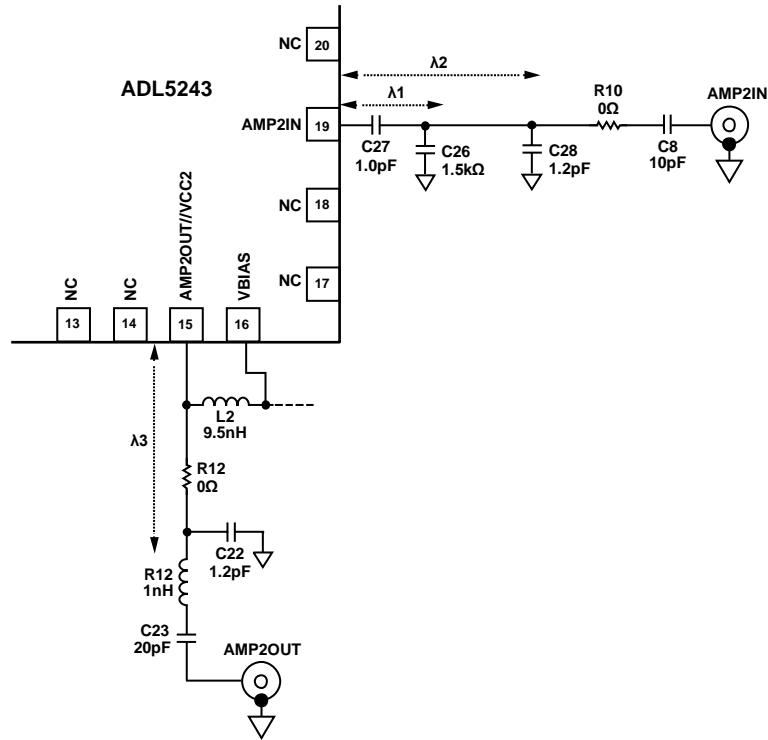 NC
20
ADL5243
λ2
λ1
R10
0Ω
AMP2IN
AMP2IN
19
C27
1.0pF
C26
1.5kΩ
C28
1.2pF
C8
10pF
NC
18
NC
17
NC
NC
AMP2OUT//VCC2
VBIAS
13
14
15
16
L2
9.5nH
λ3
R12
0Ω
C22
1.2pF
R12
1nH
C23
20pF
AMP2OUT